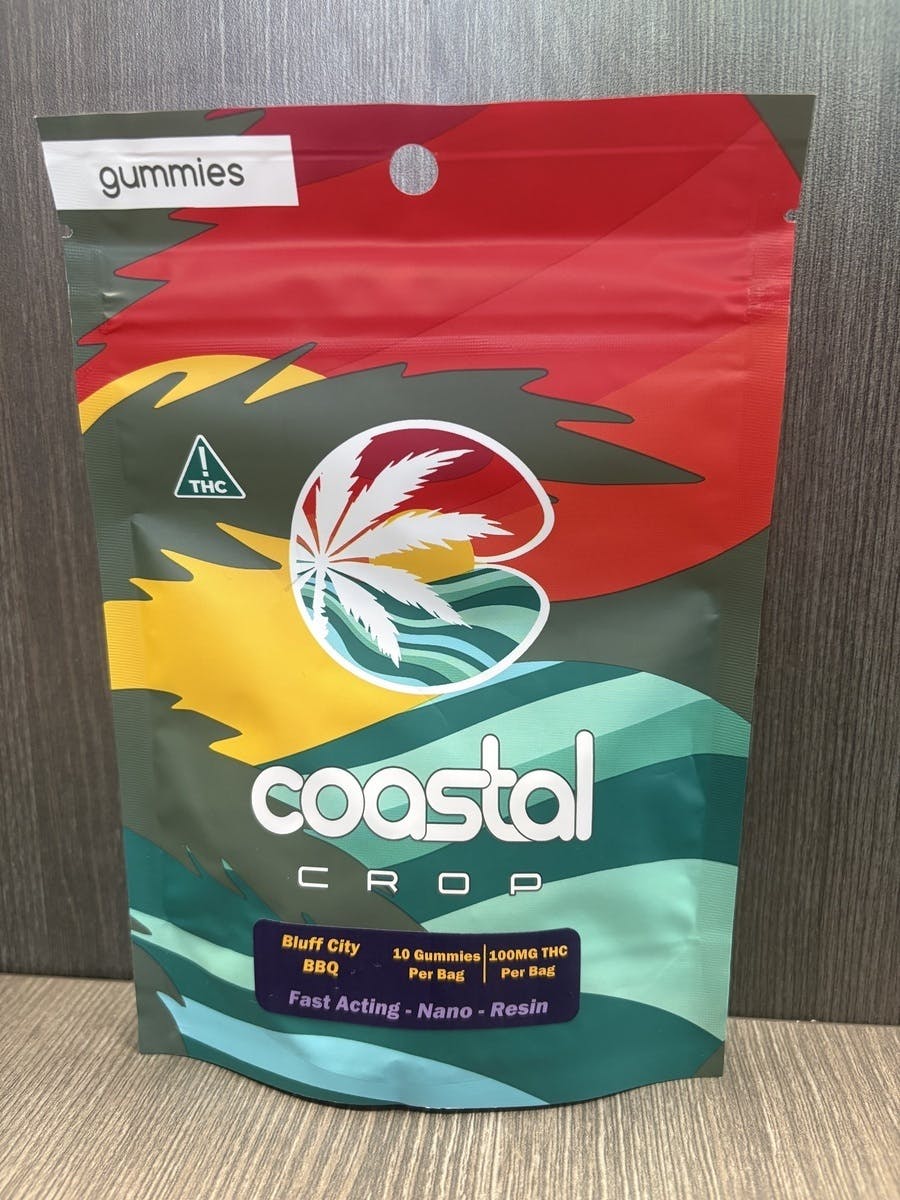 gummies
!
THC
coastal
CROP
Bluff City
BBQ
10 Gummies
Per Bag
100MG THC
Per Bag
Fast Acting - Nano - Resin